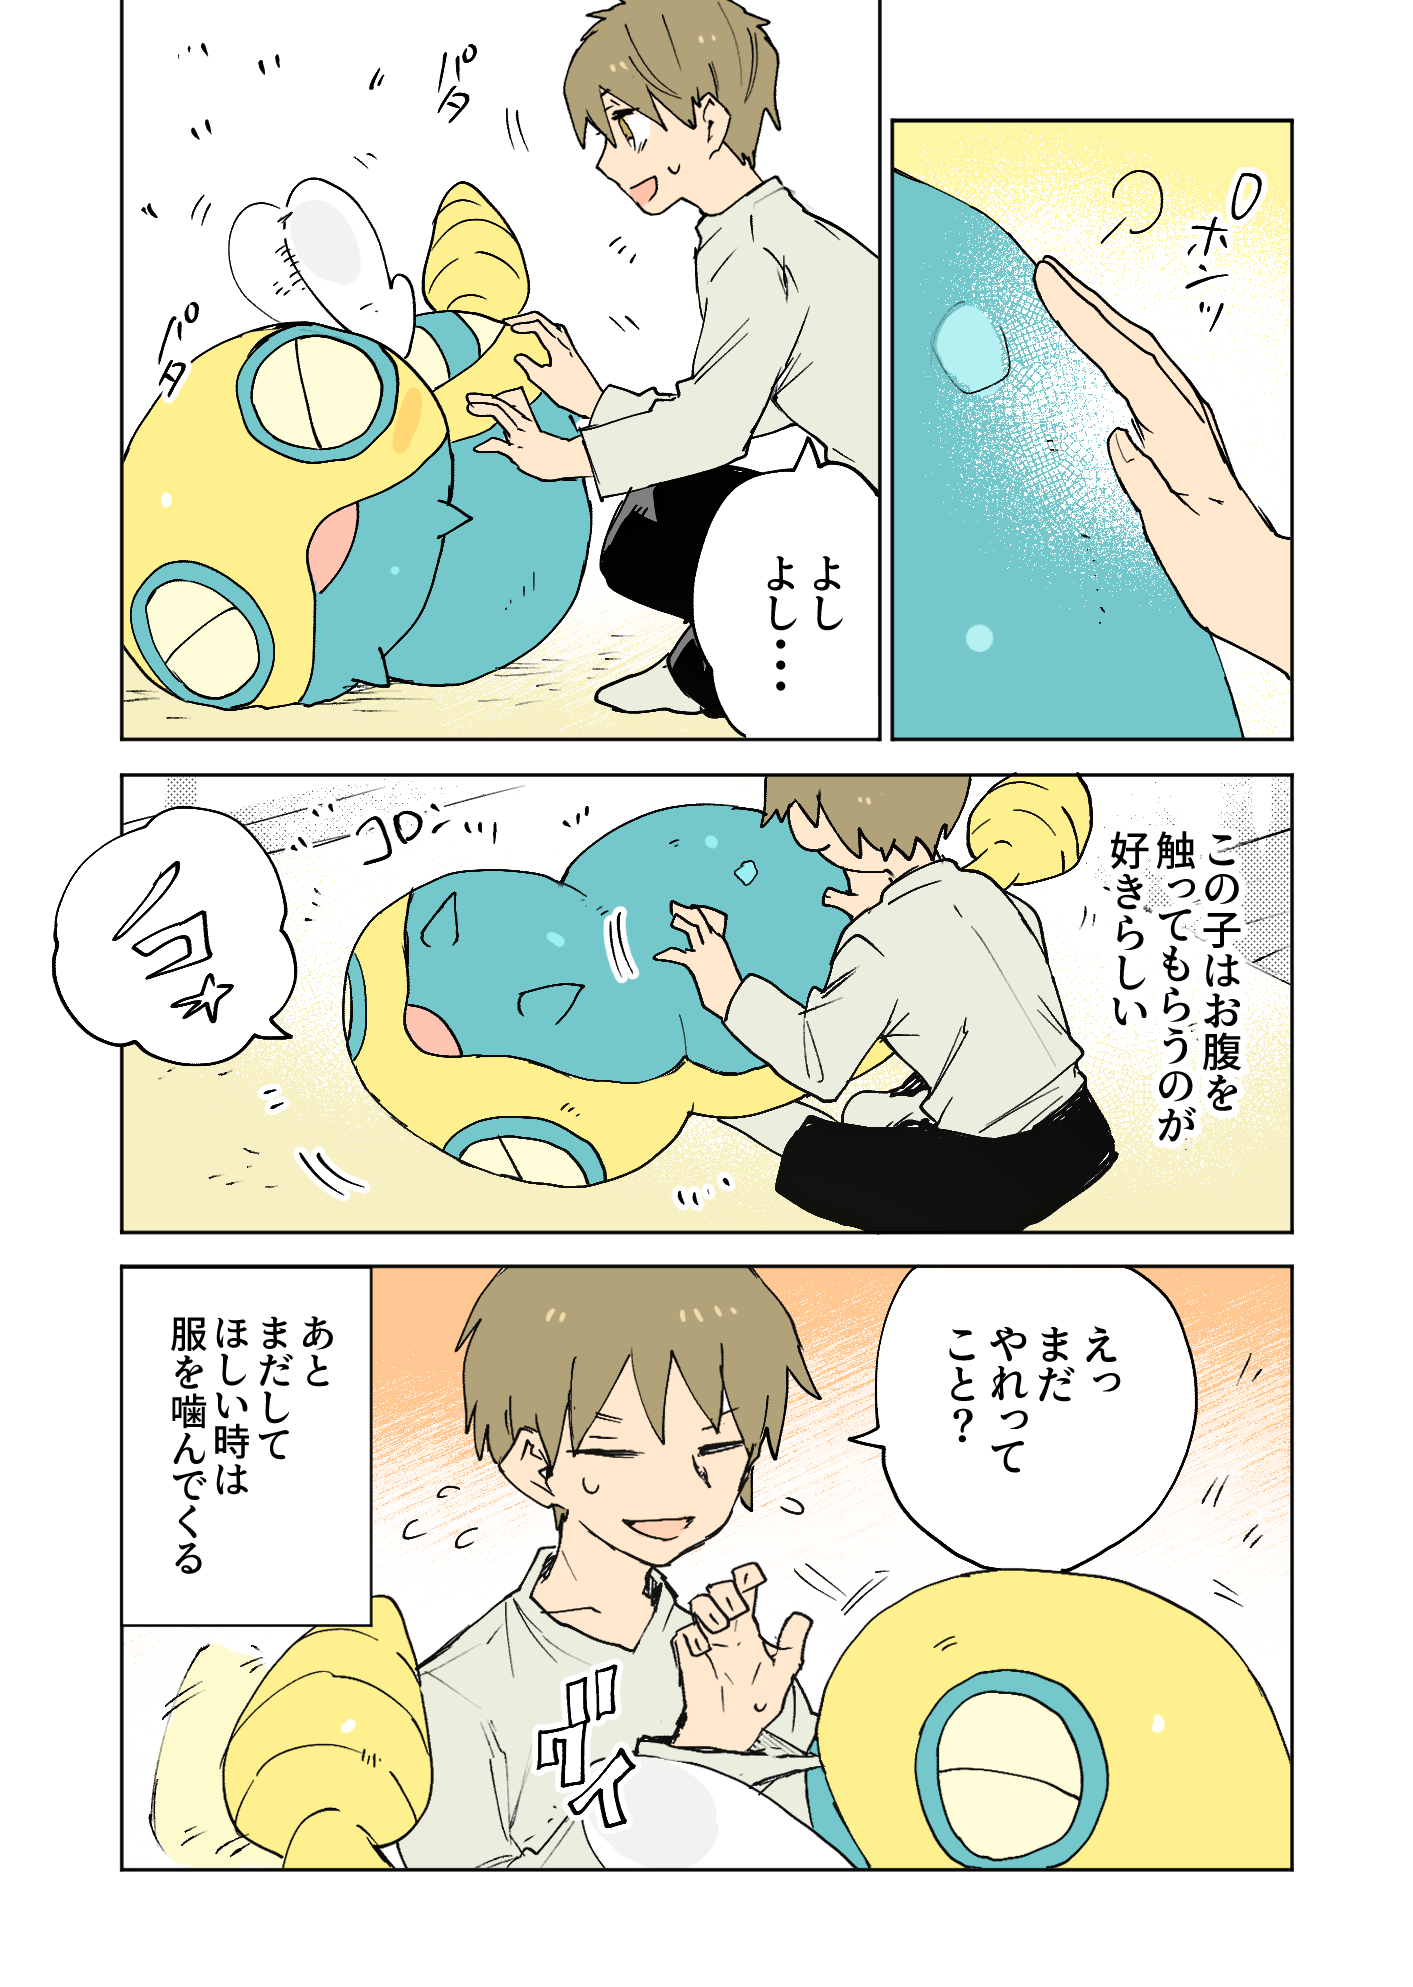 ポンッ
パタ
パタ
よし
よし・・・
この子はお腹を
触ってもらうのが
好きらしい
コロン
ノコ☆
えっ
まだ
やれって
こと？
グイ
あと
まだして
ほしい時は
服を噛んでくる